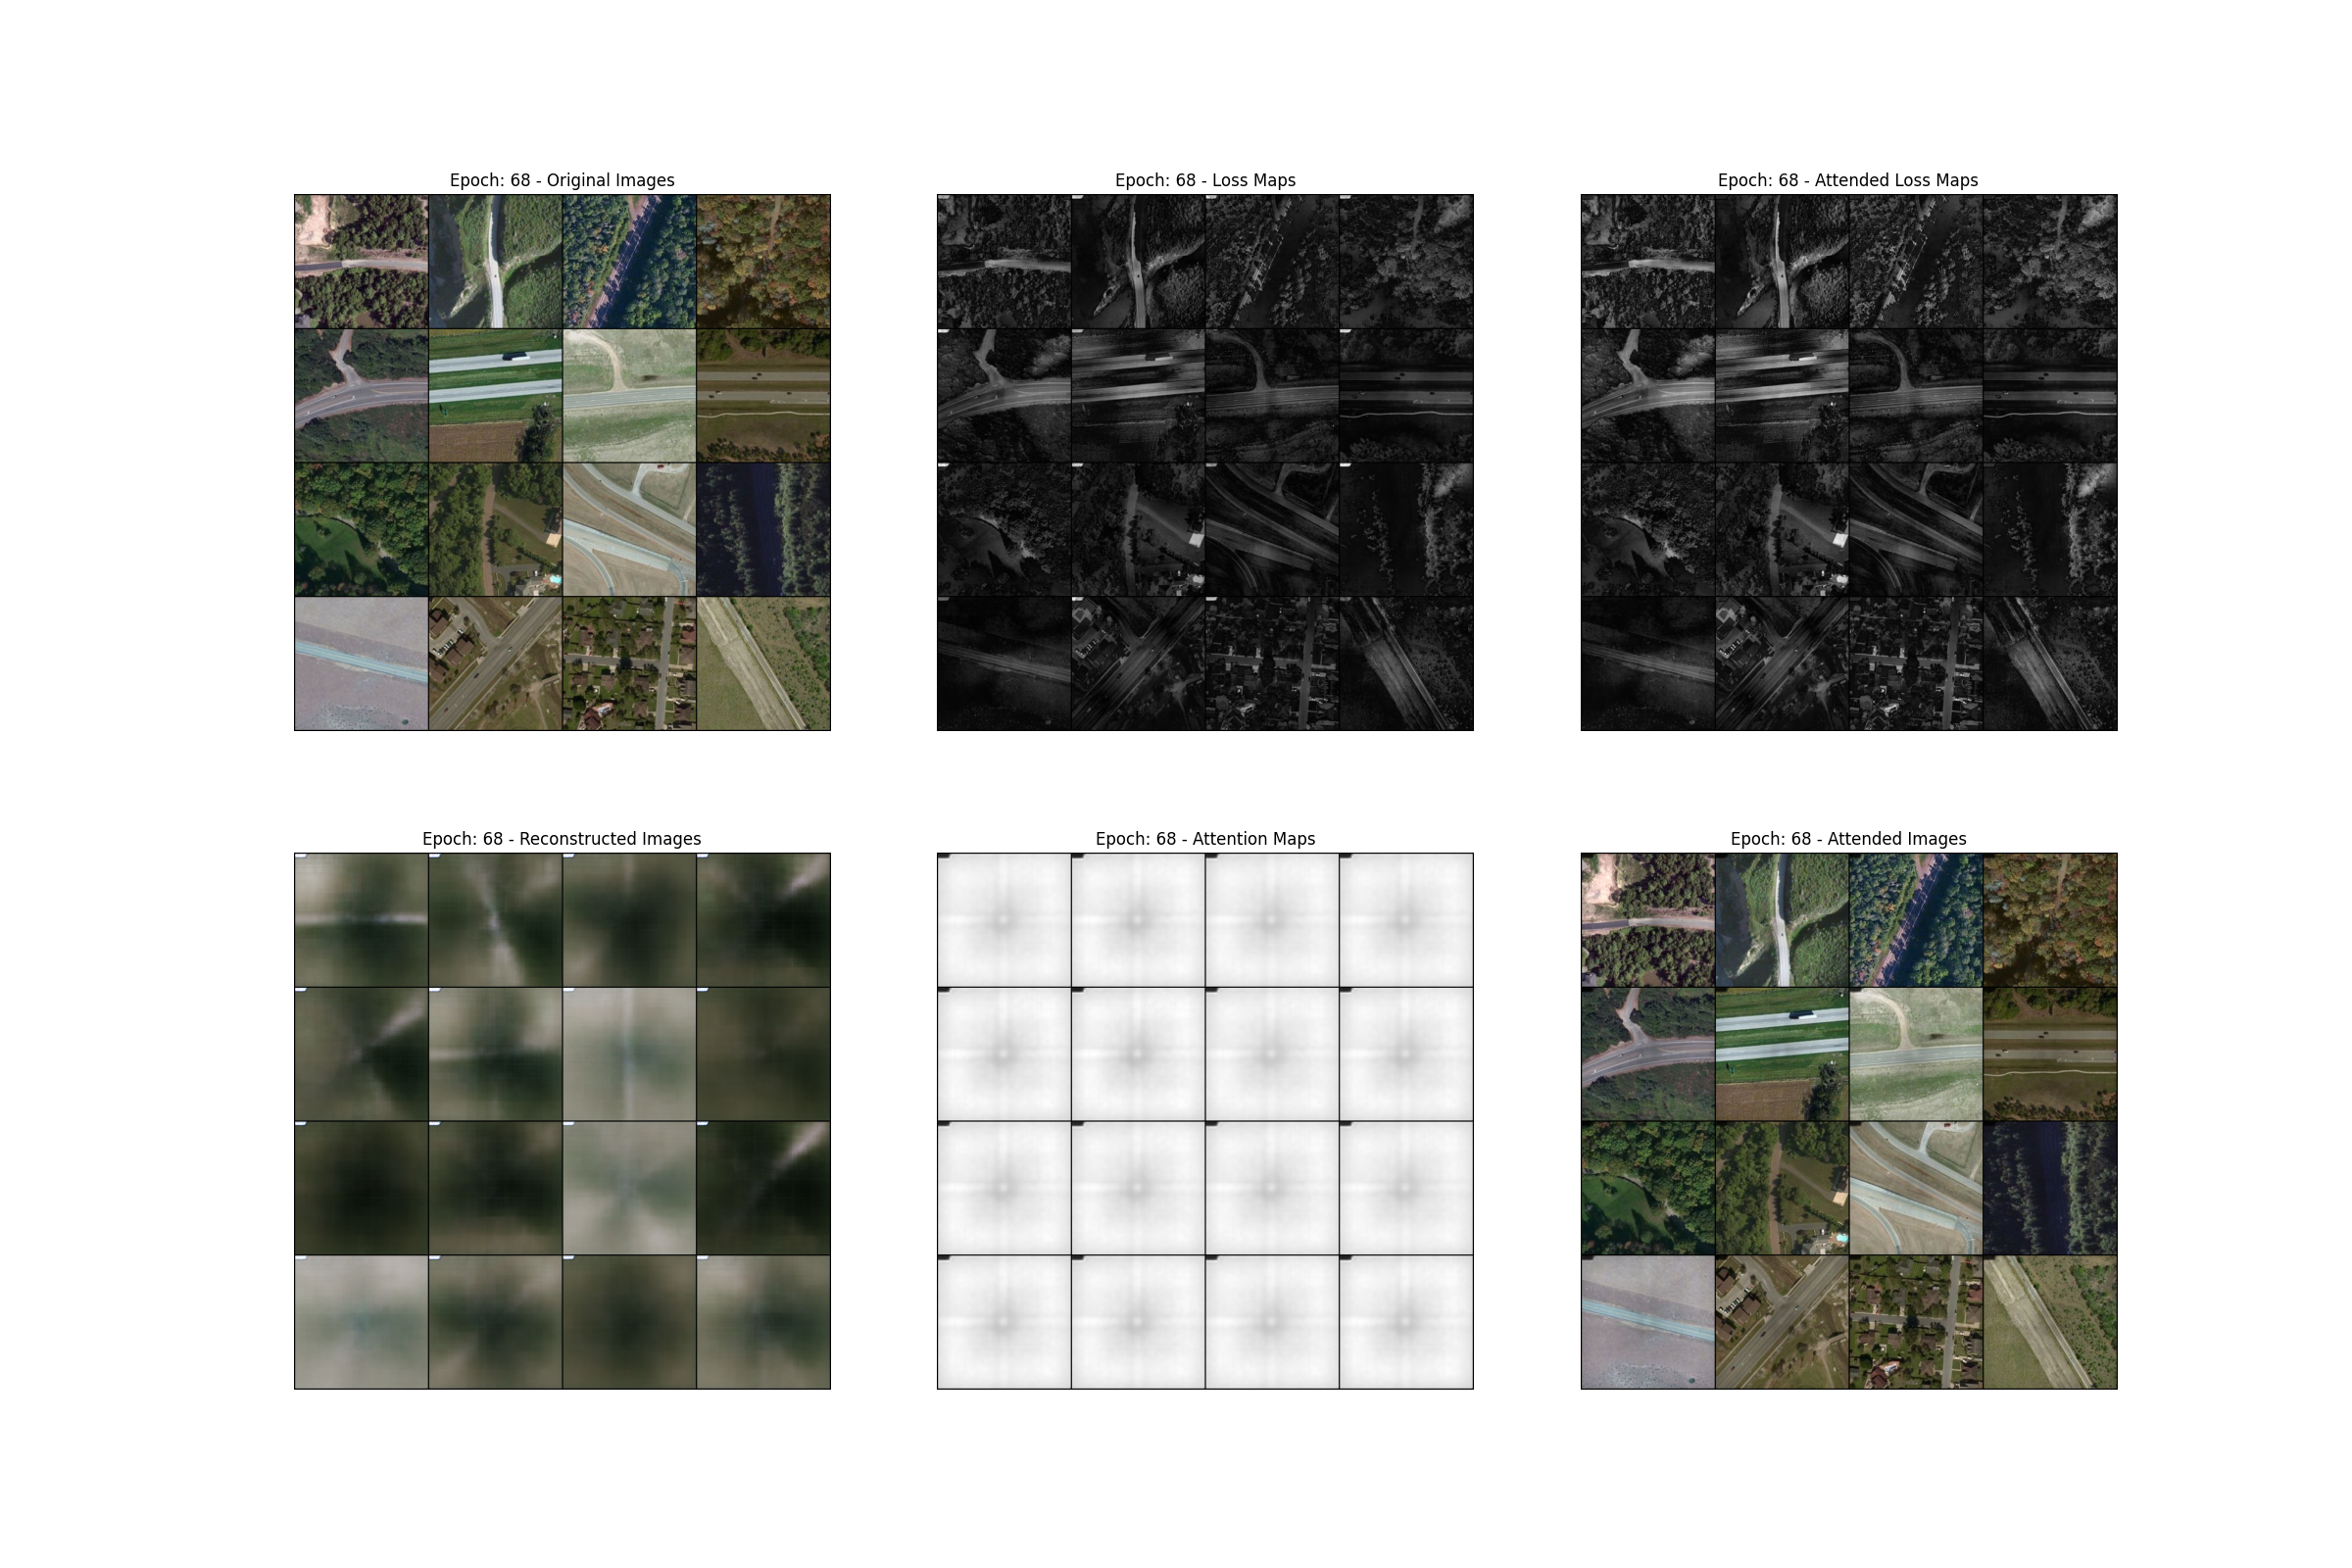 Epoch: 68 - Original Images
Epoch: 68 - Loss Maps
Epoch: 68 - Attended Loss Maps
Epoch: 68 - Reconstructed Images
Epoch: 68 - Attention Maps
Epoch: 68 - Attended Images